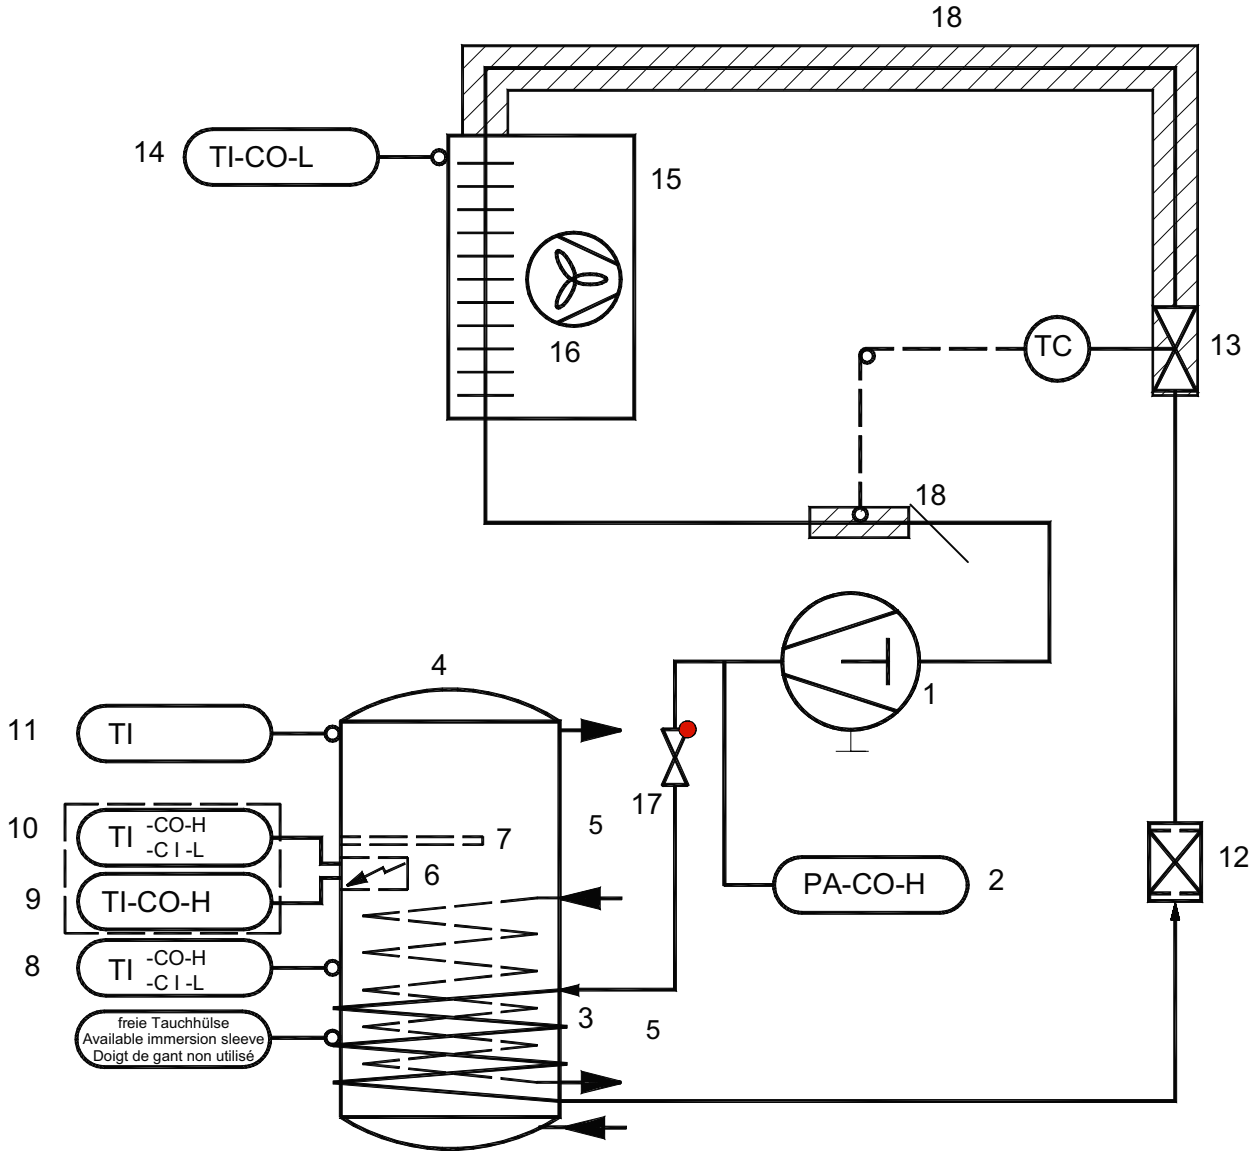 18
14
TI-CO-L
15
16
TC
13
18
4
1
11
TI
17
5
10
TI -CO-H
-C I -L
7
6
PA-CO-H
2
12
9
TI-CO-H
8
TI -CO-H
-C I -L
3
5
freie Tauchhülse
Available immersion sleeve
Doigt de gant non utilisé